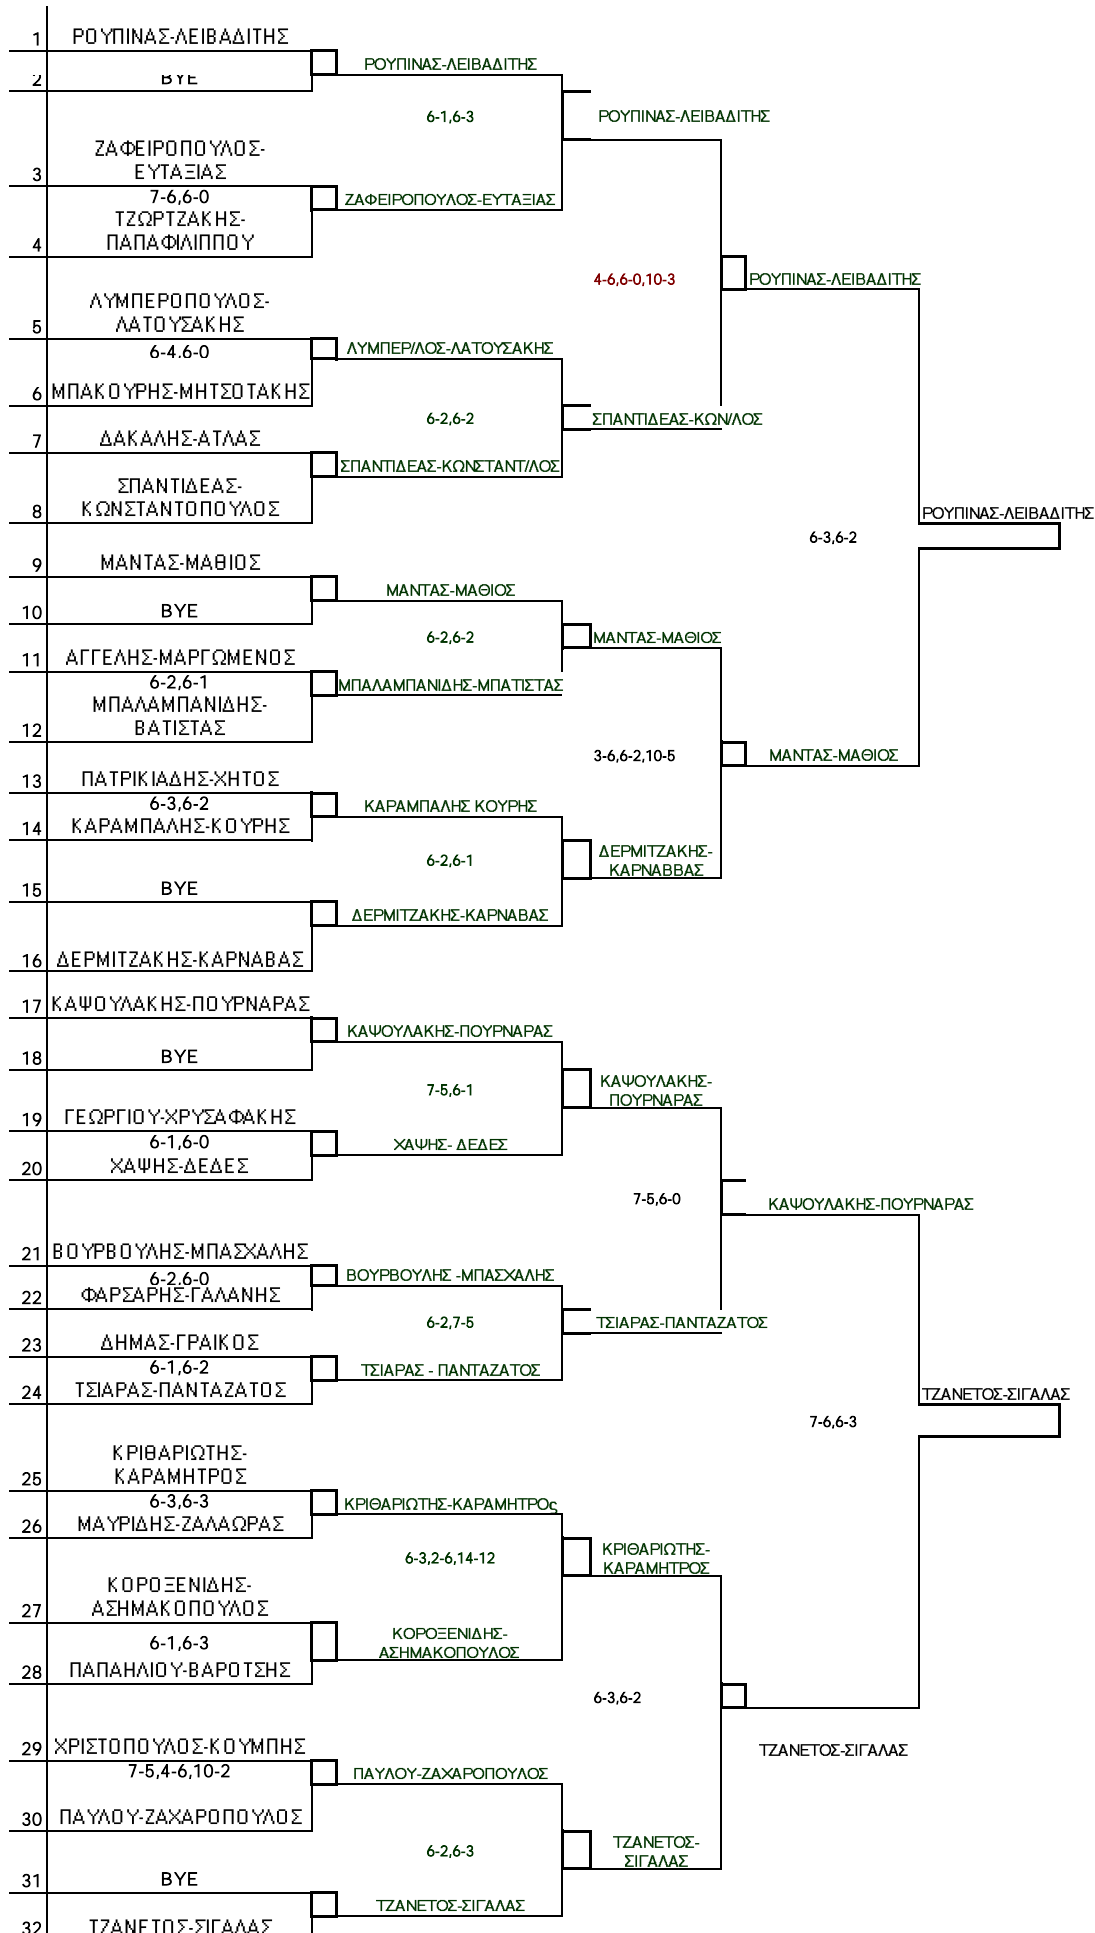 1 ΡΟΥΠΙΝΑΣ-ΛΕΙΒΑΔΙΤΗΣ
ΡΟΥΠΙΝΑΣ-ΛΕΙΒΑΔΙΤΗΣ
2 BYE
6-1,6-3
ΡΟΥΠΙΝΑΣ-ΛΕΙΒΑΔΙΤΗΣ
ΖΑΦΕΙΡΟΠΟΥΛΟΣ-
3 ΕΥΤΑΞΙΑΣ
7-6,6-0
ΖΑΦΕΙΡΟΠΟΥΛΟΣ-ΕΥΤΑΞΙΑΣ
ΤΖΩΡΤΖΑΚΗΣ-
4 ΠΑΠΑΦΙΛΙΠΠΟΥ
4-6,6-0,10-3
ΡΟΥΠΙΝΑΣ-ΛΕΙΒΑΔΙΤΗΣ
ΛΥΜΠΕΡΟΠΟΥΛΟΣ-
5 ΛΑΤΟΥΣΑΚΗΣ
6-4,6-0
ΛΥΜΠΕΡ/ΛΟΣ-ΛΑΤΟΥΣΑΚΗΣ
6 ΜΠΑΚΟΥΡΗΣ-ΜΗΤΣΟΤΑΚΗΣ
6-2,6-2
ΣΠΑΝΤΙΔΕΑΣ-ΚΩΝ/ΛΟΣ
7 ΔΑΚΑΛΗΣ-ΑΤΛΑΣ
ΣΠΑΝΤΙΔΕΑΣ-ΚΩΝΣΤΑΝΤ/ΛΟΣ
ΣΠΑΝΤΙΔΕΑΣ-
8 ΚΩΝΣΤΑΝΤΟΠΟΥΛΟΣ
ΡΟΥΠΙΝΑΣ-ΛΕΙΒΑΔΙΤΗΣ
6-3,6-2
9 ΜΑΝΤΑΣ-ΜΑΘΙΟΣ
ΜΑΝΤΑΣ-ΜΑΘΙΟΣ
10 BYE
6-2,6-2
ΜΑΝΤΑΣ-ΜΑΘΙΟΣ
11 ΑΓΓΕΛΗΣ-ΜΑΡΓΩΜΕΝΟΣ
6-2,6-1
ΜΠΑΛΑΜΠΑΝΙΔΗΣ-ΜΠΑΤΙΣΤΑΣ
ΜΠΑΛΑΜΠΑΝΙΔΗΣ-
12 ΒΑΤΙΣΤΑΣ
3-6,6-2,10-5
ΜΑΝΤΑΣ-ΜΑΘΙΟΣ
13 ΠΑΤΡΙΚΙΑΔΗΣ-ΧΗΤΟΣ
6-3,6-2
ΚΑΡΑΜΠΑΛΗΣ ΚΟΥΡΗΣ
14 ΚΑΡΑΜΠΑΛΗΣ-ΚΟΥΡΗΣ
6-2,6-1
ΔΕΡΜΙΤΖΑΚΗΣ-
ΚΑΡΝΑΒΒΑΣ
15 BYE
ΔΕΡΜΙΤΖΑΚΗΣ-ΚΑΡΝΑΒΑΣ
16 ΔΕΡΜΙΤΖΑΚΗΣ-ΚΑΡΝΑΒΑΣ
17 ΚΑΨΟΥΛΑΚΗΣ-ΠΟΥΡΝΑΡΑΣ
ΚΑΨΟΥΛΑΚΗΣ-ΠΟΥΡΝΑΡΑΣ
18 BYE
7-5,6-1
ΚΑΨΟΥΛΑΚΗΣ-
ΠΟΥΡΝΑΡΑΣ
19 ΓΕΩΡΓΙΟΥ-ΧΡΥΣΑΦΑΚΗΣ
6-1,6-0
ΧΑΨΗΣ- ΔΕΔΕΣ
20 ΧΑΨΗΣ-ΔΕΔΕΣ
7-5,6-0
ΚΑΨΟΥΛΑΚΗΣ-ΠΟΥΡΝΑΡΑΣ
21 ΒΟΥΡΒΟΥΛΗΣ-ΜΠΑΣΧΑΛΗΣ
6-2,6-0
ΒΟΥΡΒΟΥΛΗΣ -ΜΠΑΣΧΑΛΗΣ
22 ΦΑΡΣΑΡΗΣ-ΓΑΛΑΝΗΣ
6-2,7-5
ΤΣΙΑΡΑΣ-ΠΑΝΤΑΖΑΤΟΣ
23 ΔΗΜΑΣ-ΓΡΑΙΚΟΣ
6-1,6-2
ΤΣΙΑΡΑΣ - ΠΑΝΤΑΖΑΤΟΣ
24 ΤΣΙΑΡΑΣ-ΠΑΝΤΑΖΑΤΟΣ
ΤΖΑΝΕΤΟΣ-ΣΙΓΑΛΑΣ
7-6,6-3
ΚΡΙΘΑΡΙΩΤΗΣ-
25 ΚΑΡΑΜΗΤΡΟΣ
6-3,6-3
ΚΡΙΘΑΡΙΩΤΗΣ-ΚΑΡΑΜΗΤΡΟς
26 ΜΑΥΡΙΔΗΣ-ΖΑΛΑΩΡΑΣ
6-3,2-6,14-12
ΚΡΙΘΑΡΙΩΤΗΣ-
ΚΑΡΑΜΗΤΡΟΣ
ΚΟΡΟΞΕΝΙΔΗΣ-
27 ΑΣΗΜΑΚΟΠΟΥΛΟΣ
6-1,6-3
ΚΟΡΟΞΕΝΙΔΗΣ-
ΑΣΗΜΑΚΟΠΟΥΛΟΣ
28 ΠΑΠΑΗΛΙΟΥ-ΒΑΡΟΤΣΗΣ
6-3,6-2
ΤΖΑΝΕΤΟΣ-ΣΙΓΑΛΑΣ
29 ΧΡΙΣΤΟΠΟΥΛΟΣ-ΚΟΥΜΠΗΣ
7-5,4-6,10-2
ΠΑΥΛΟΥ-ΖΑΧΑΡΟΠΟΥΛΟΣ
30 ΠΑΥΛΟΥ-ΖΑΧΑΡΟΠΟΥΛΟΣ
6-2,6-3
ΤΖΑΝΕΤΟΣ-
ΣΙΓΑΛΑΣ
31 BYE
ΤΖΑΝΕΤΟΣ-ΣΙΓΑΛΑΣ
32 ΤΖΑΝΕΤΟΣ-ΣΙΓΑΛΑΣ